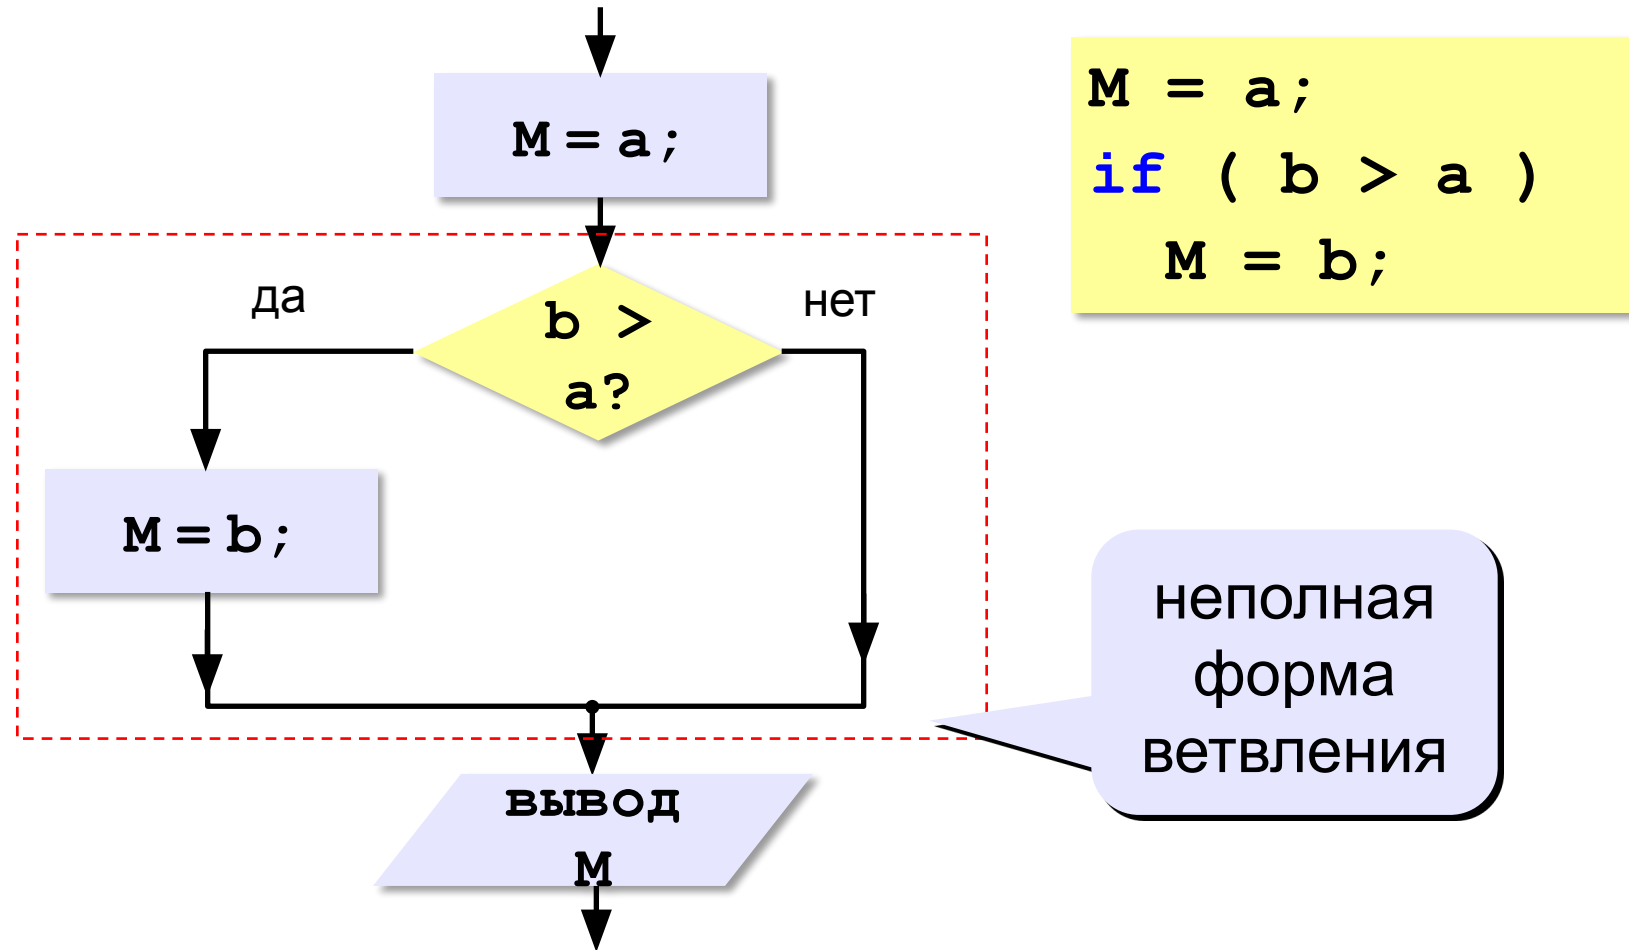 M = a;
M = a;
if ( b > a )
M = b;
да
нет
b >
a?
M = b;
неполная
форма
ветвления
вывод
M